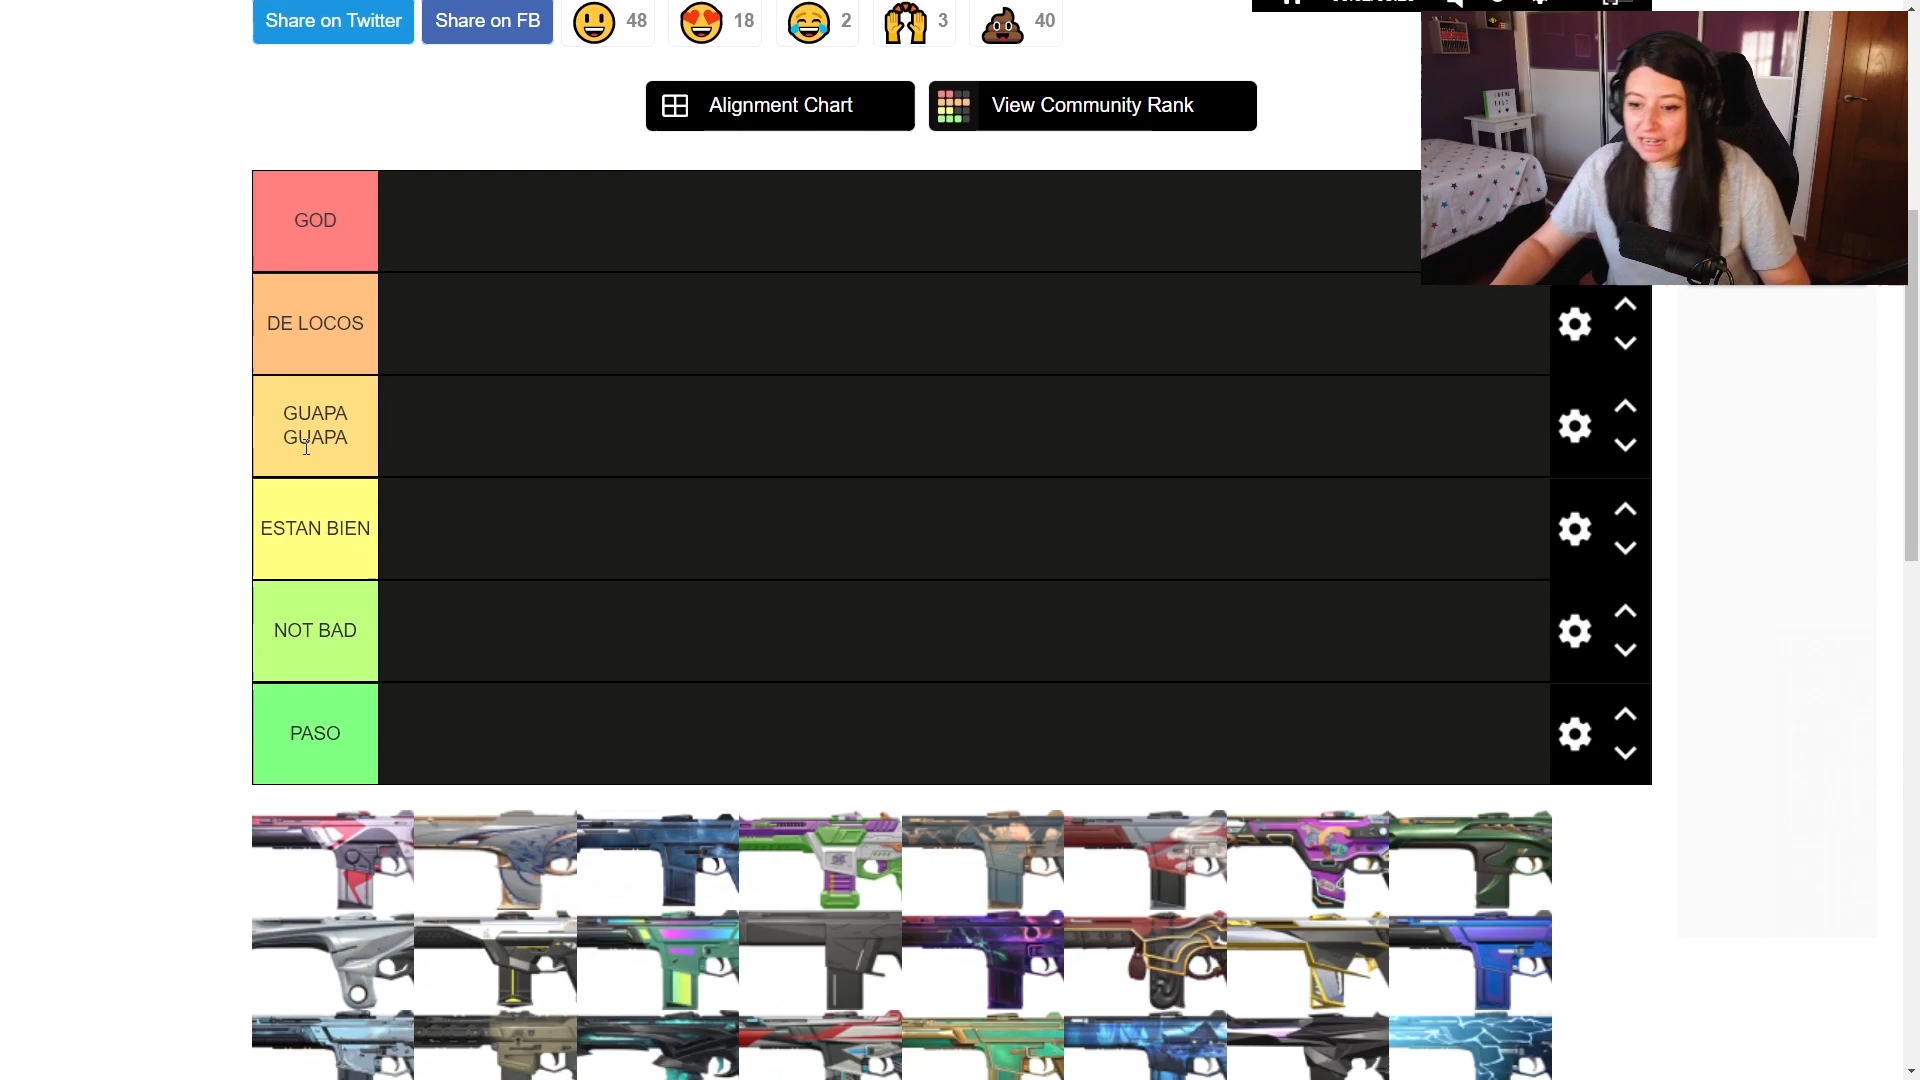 Share on Twitter
Share on FB
48
18
2
3
40
Alignment Chart
View Community Rank
GOD
DE LOCOS
GUAPA
GUAPA
ESTAN BIEN
NOT BAD
PASO